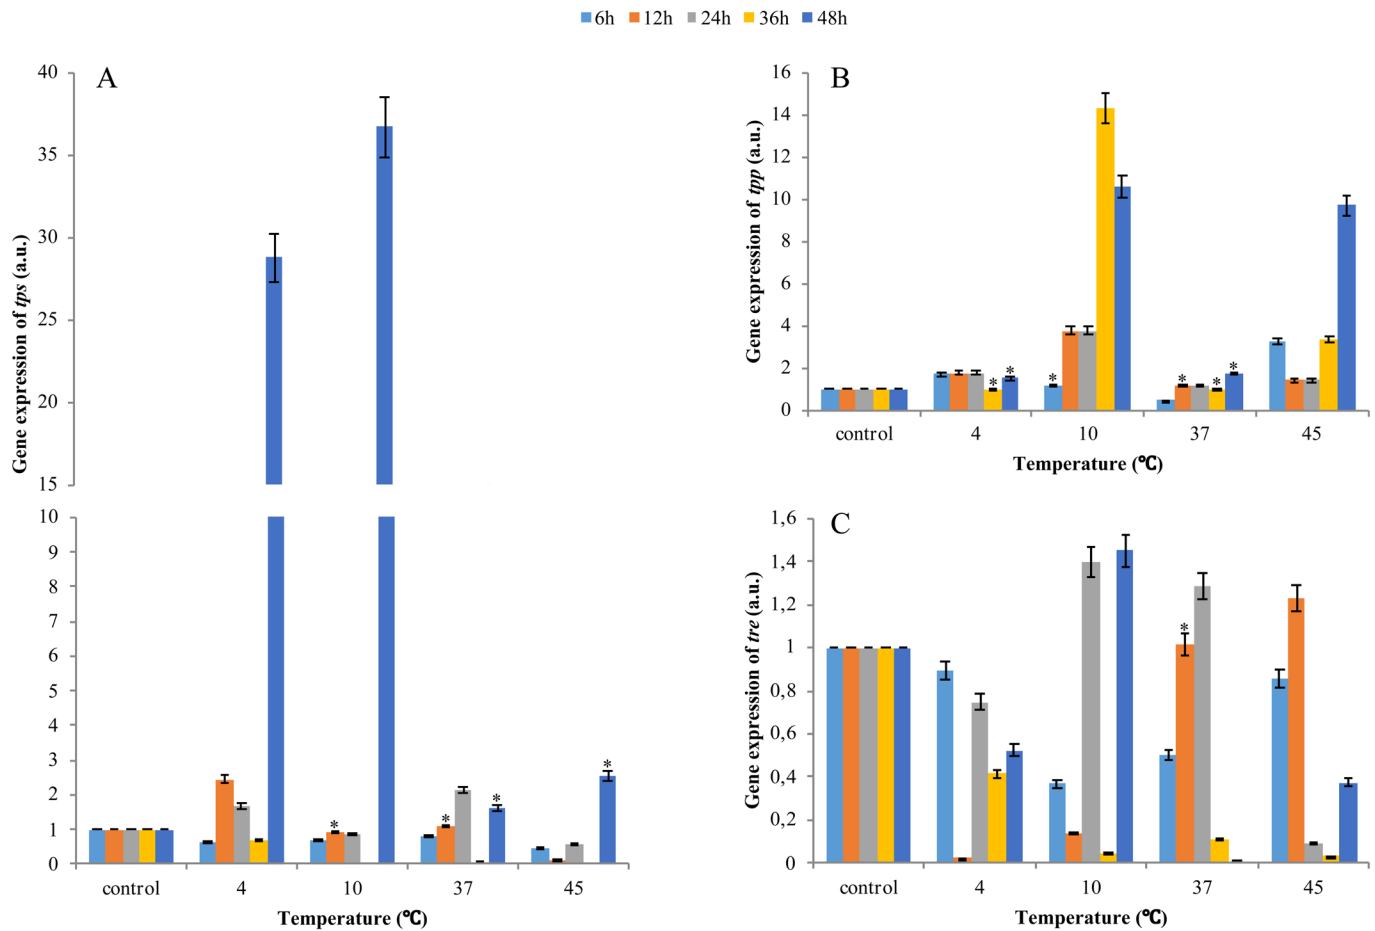 6h 12h 24h 36h 48h
A
40
35
30
25
20
15
10
9
8
7
6
5
4
3
2
1
0
Gene expression of tps (a.u.)
* * * *
control 4 10 37 45
Temperature (℃)
B
16
14
12
10
8
6
4
2
0
Gene expression of tpp (a.u.)
* * * * * *
control 4 10 37 45
Temperature (℃)
C
1,6
1,4
1,2
1
0,8
0,6
0,4
0,2
0
Gene expression of tre (a.u.)
*
control 4 10 37 45
Temperature (℃)